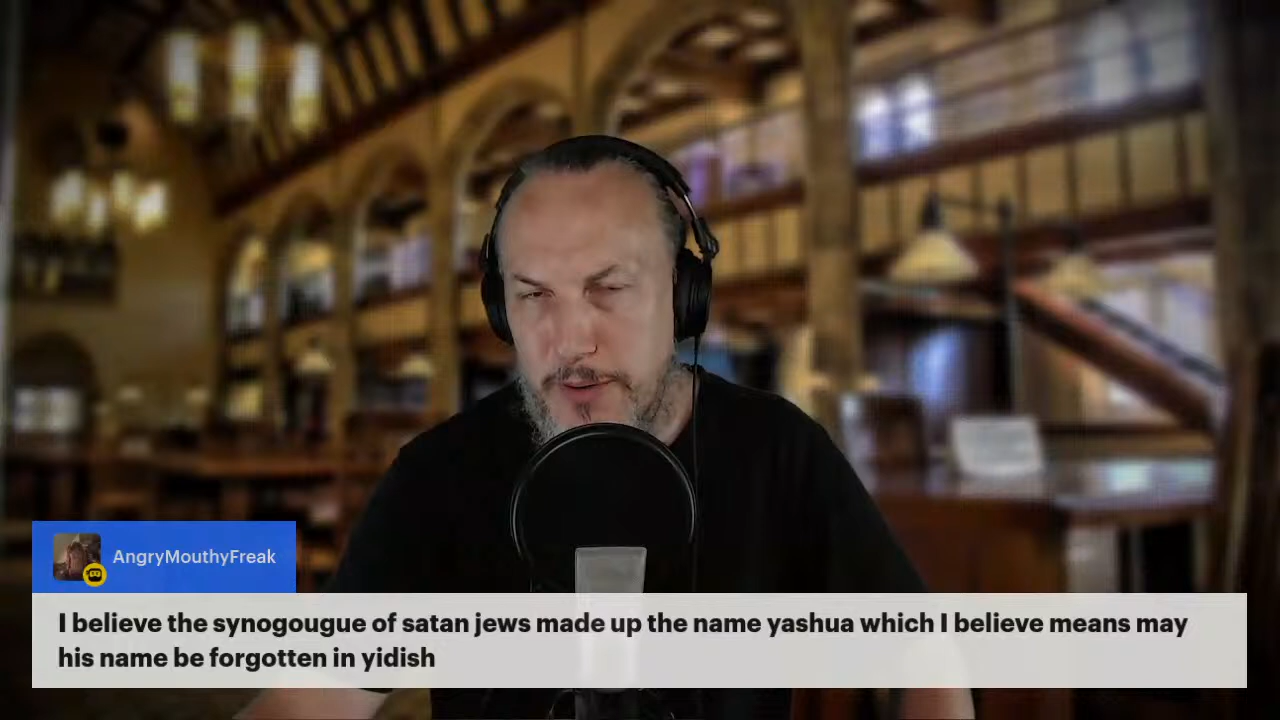 AngryMouthyFreak
I believe the synogougue of satan jews made up the name yashua which I believe means may
his name be forgotten in yidish